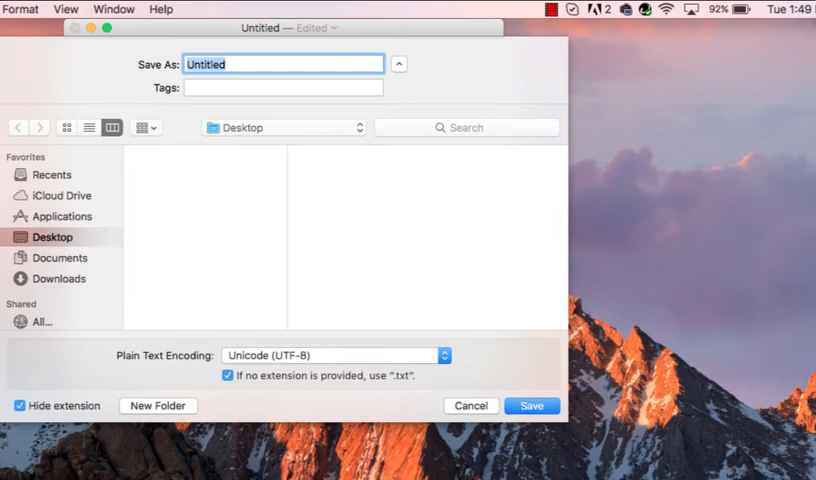 Format View Window Help 2 92% Tue 1:49
Untitled — Edited
Save As: Untitled
Tags:
Desktop Search
Favorites
Recents
iCloud Drive
Applications
Desktop
Documents
Downloads
Shared
All...
Plain Text Encoding: Unicode (UTF-8)
If no extension is provided, use “.txt”.
Hide extension New Folder Cancel Save